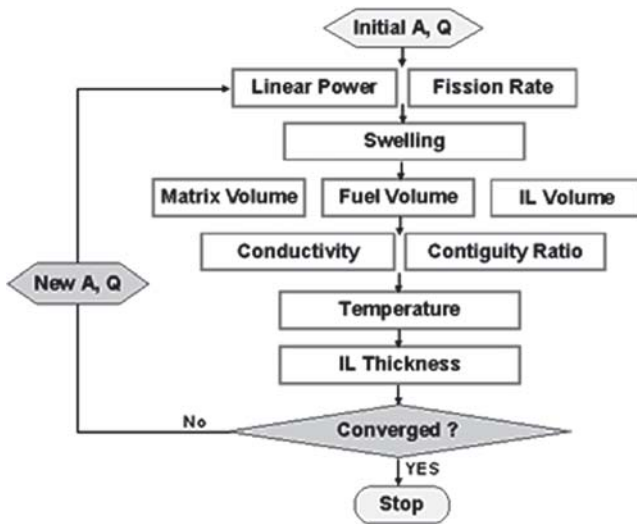 Initial A, Q
Linear Power
Fission Rate
Swelling
Matrix Volume
Fuel Volume
IL Volume
Conductivity
Contiguity Ratio
New A, Q
Temperature
IL Thickness
No
Converged ?
YES
Stop